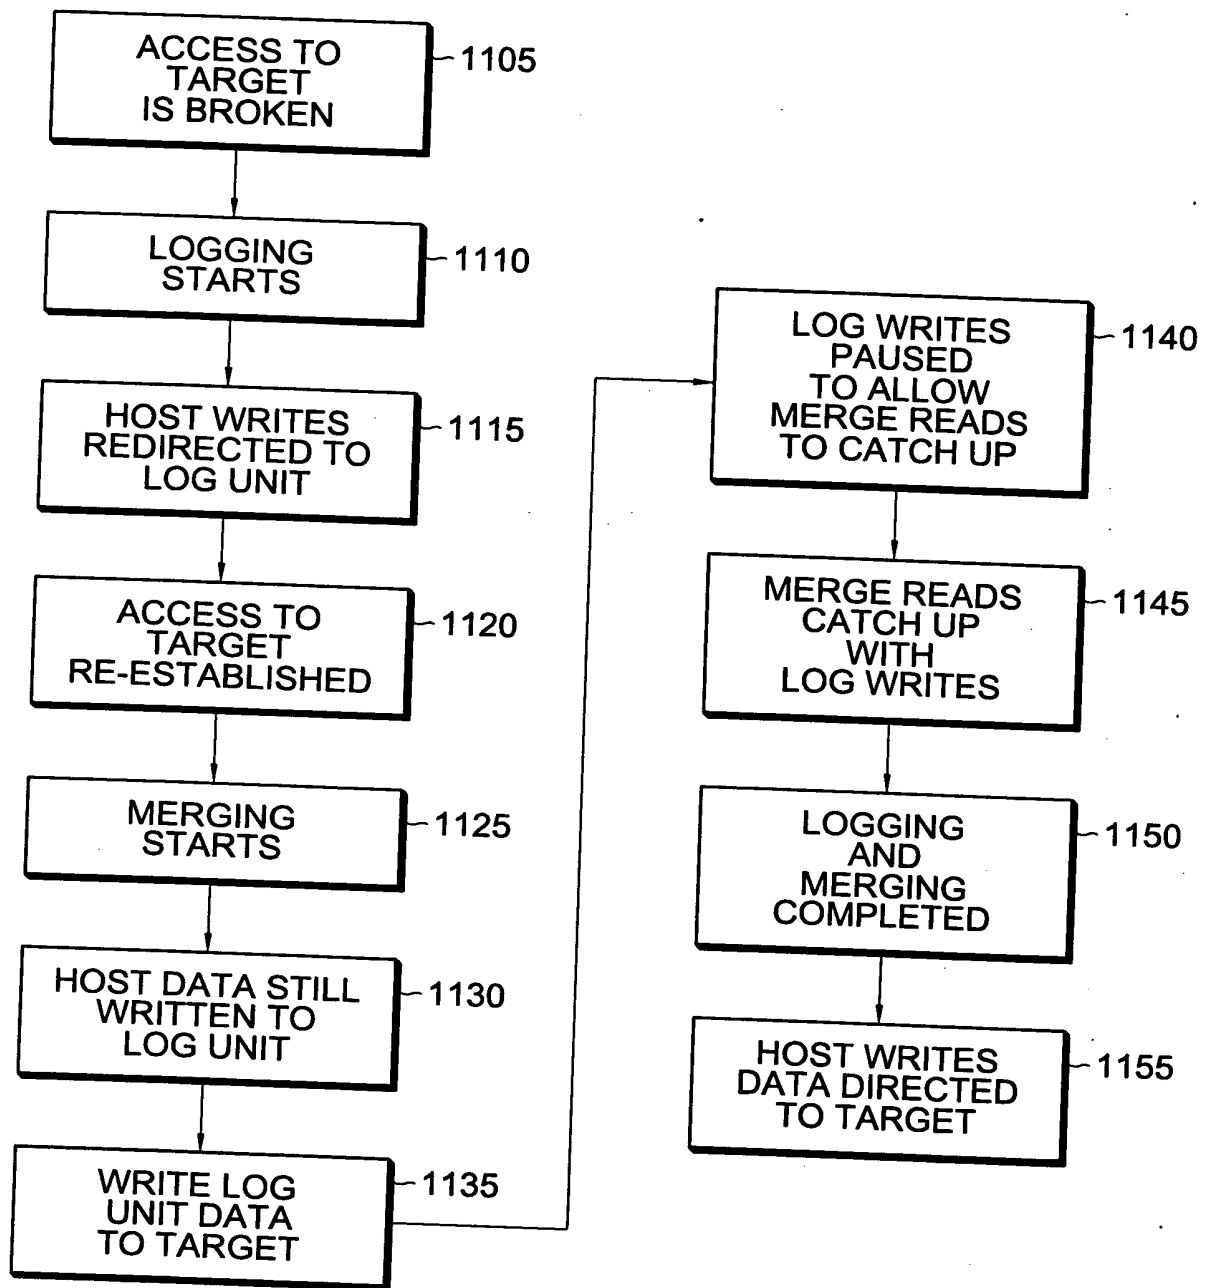 ACCESS TO
TARGET
IS BROKEN
1105
LOGGING
STARTS
1110
HOST WRITES
REDIRECTED TO
LOG UNIT
1115
ACCESS TO
TARGET
RE-ESTABLISHED
1120
MERGING
STARTS
1125
HOST DATA STILL
WRITTEN TO
LOG UNIT
1130
WRITE LOG
UNIT DATA
TO TARGET
1135
LOG WRITES
PAUSED
TO ALLOW
MERGE READS
TO CATCH UP
1140
MERGE READS
CATCH UP
WITH
LOG WRITES
1145
LOGGING
AND
MERGING
COMPLETED
1150
HOST WRITES
DATA DIRECTED
TO TARGET
1155